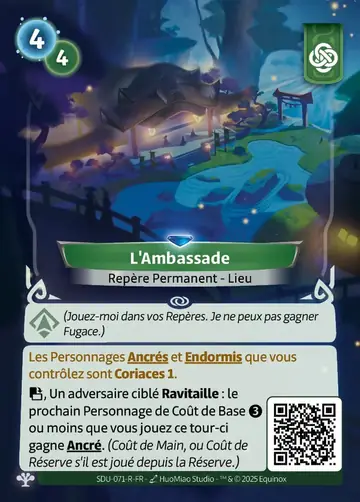 4
4
L'Ambassade
Repère Permanent - Lieu
(Jouez-moi dans vos Repères. Je ne peux pas gagner
Fugace.)
Les Personnages Ancrés et Endormis que vous
contrôlez sont Coriaces 1.
, Un adversaire ciblé Ravitaille : le
prochain Personnage de Coût de Base 3
ou moins que vous jouez ce tour-ci
gagne Ancré. (Coût de Main, ou Coût de
Réserve s'il est joué depuis la Réserve.)
SDU-071-R-FR - HuoMiao Studio - ™ & © 2025 Equinox